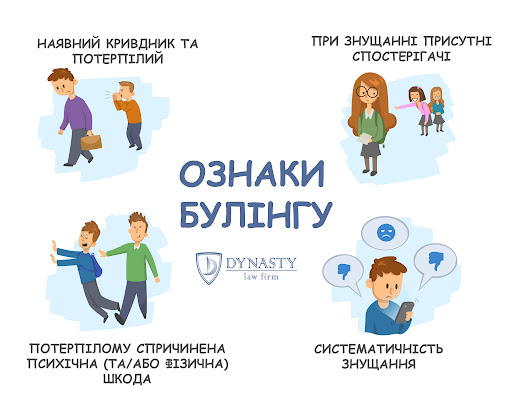 НАЯВНИЙ КРИВДНИК ТА
ПОТЕРПІЛИЙ
ПРИ ЗНУЩАННІ ПРИСУТНІ
СПОСТЕРІГАЧІ
ОЗНАКИ
БУЛІНГУ
DYNASTY
law firm
ПОТЕРПІЛОМУ СПРИЧИНЕНА
ПСИХІЧНА (ТА/АБО ФІЗИЧНА)
ШКОДА
СИСТЕМАТИЧНІСТЬ
ЗНУЩАННЯ